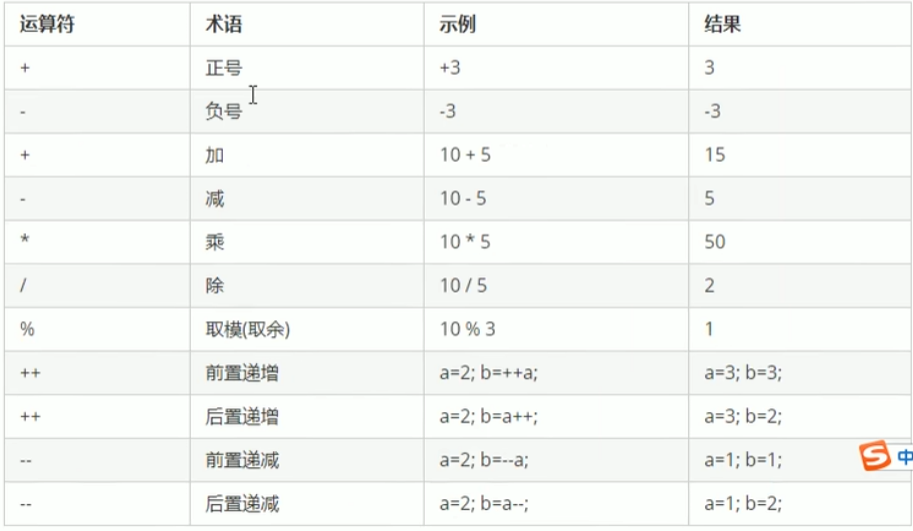 运算符 术语 示例 结果
+ 正号 +3 3
- 负号 -3 -3
+ 加 10 + 5 15
- 减 10 - 5 5
* 乘 10 * 5 50
/ 除 10 / 5 2
% 取模(取余) 10 % 3 1
++ 前置递增 a=2; b=++a; a=3; b=3;
++ 后置递增 a=2; b=a++; a=3; b=2;
-- 前置递减 a=2; b=--a; a=1; b=1;
-- 后置递减 a=2; b=a--; a=1; b=2;
S 中